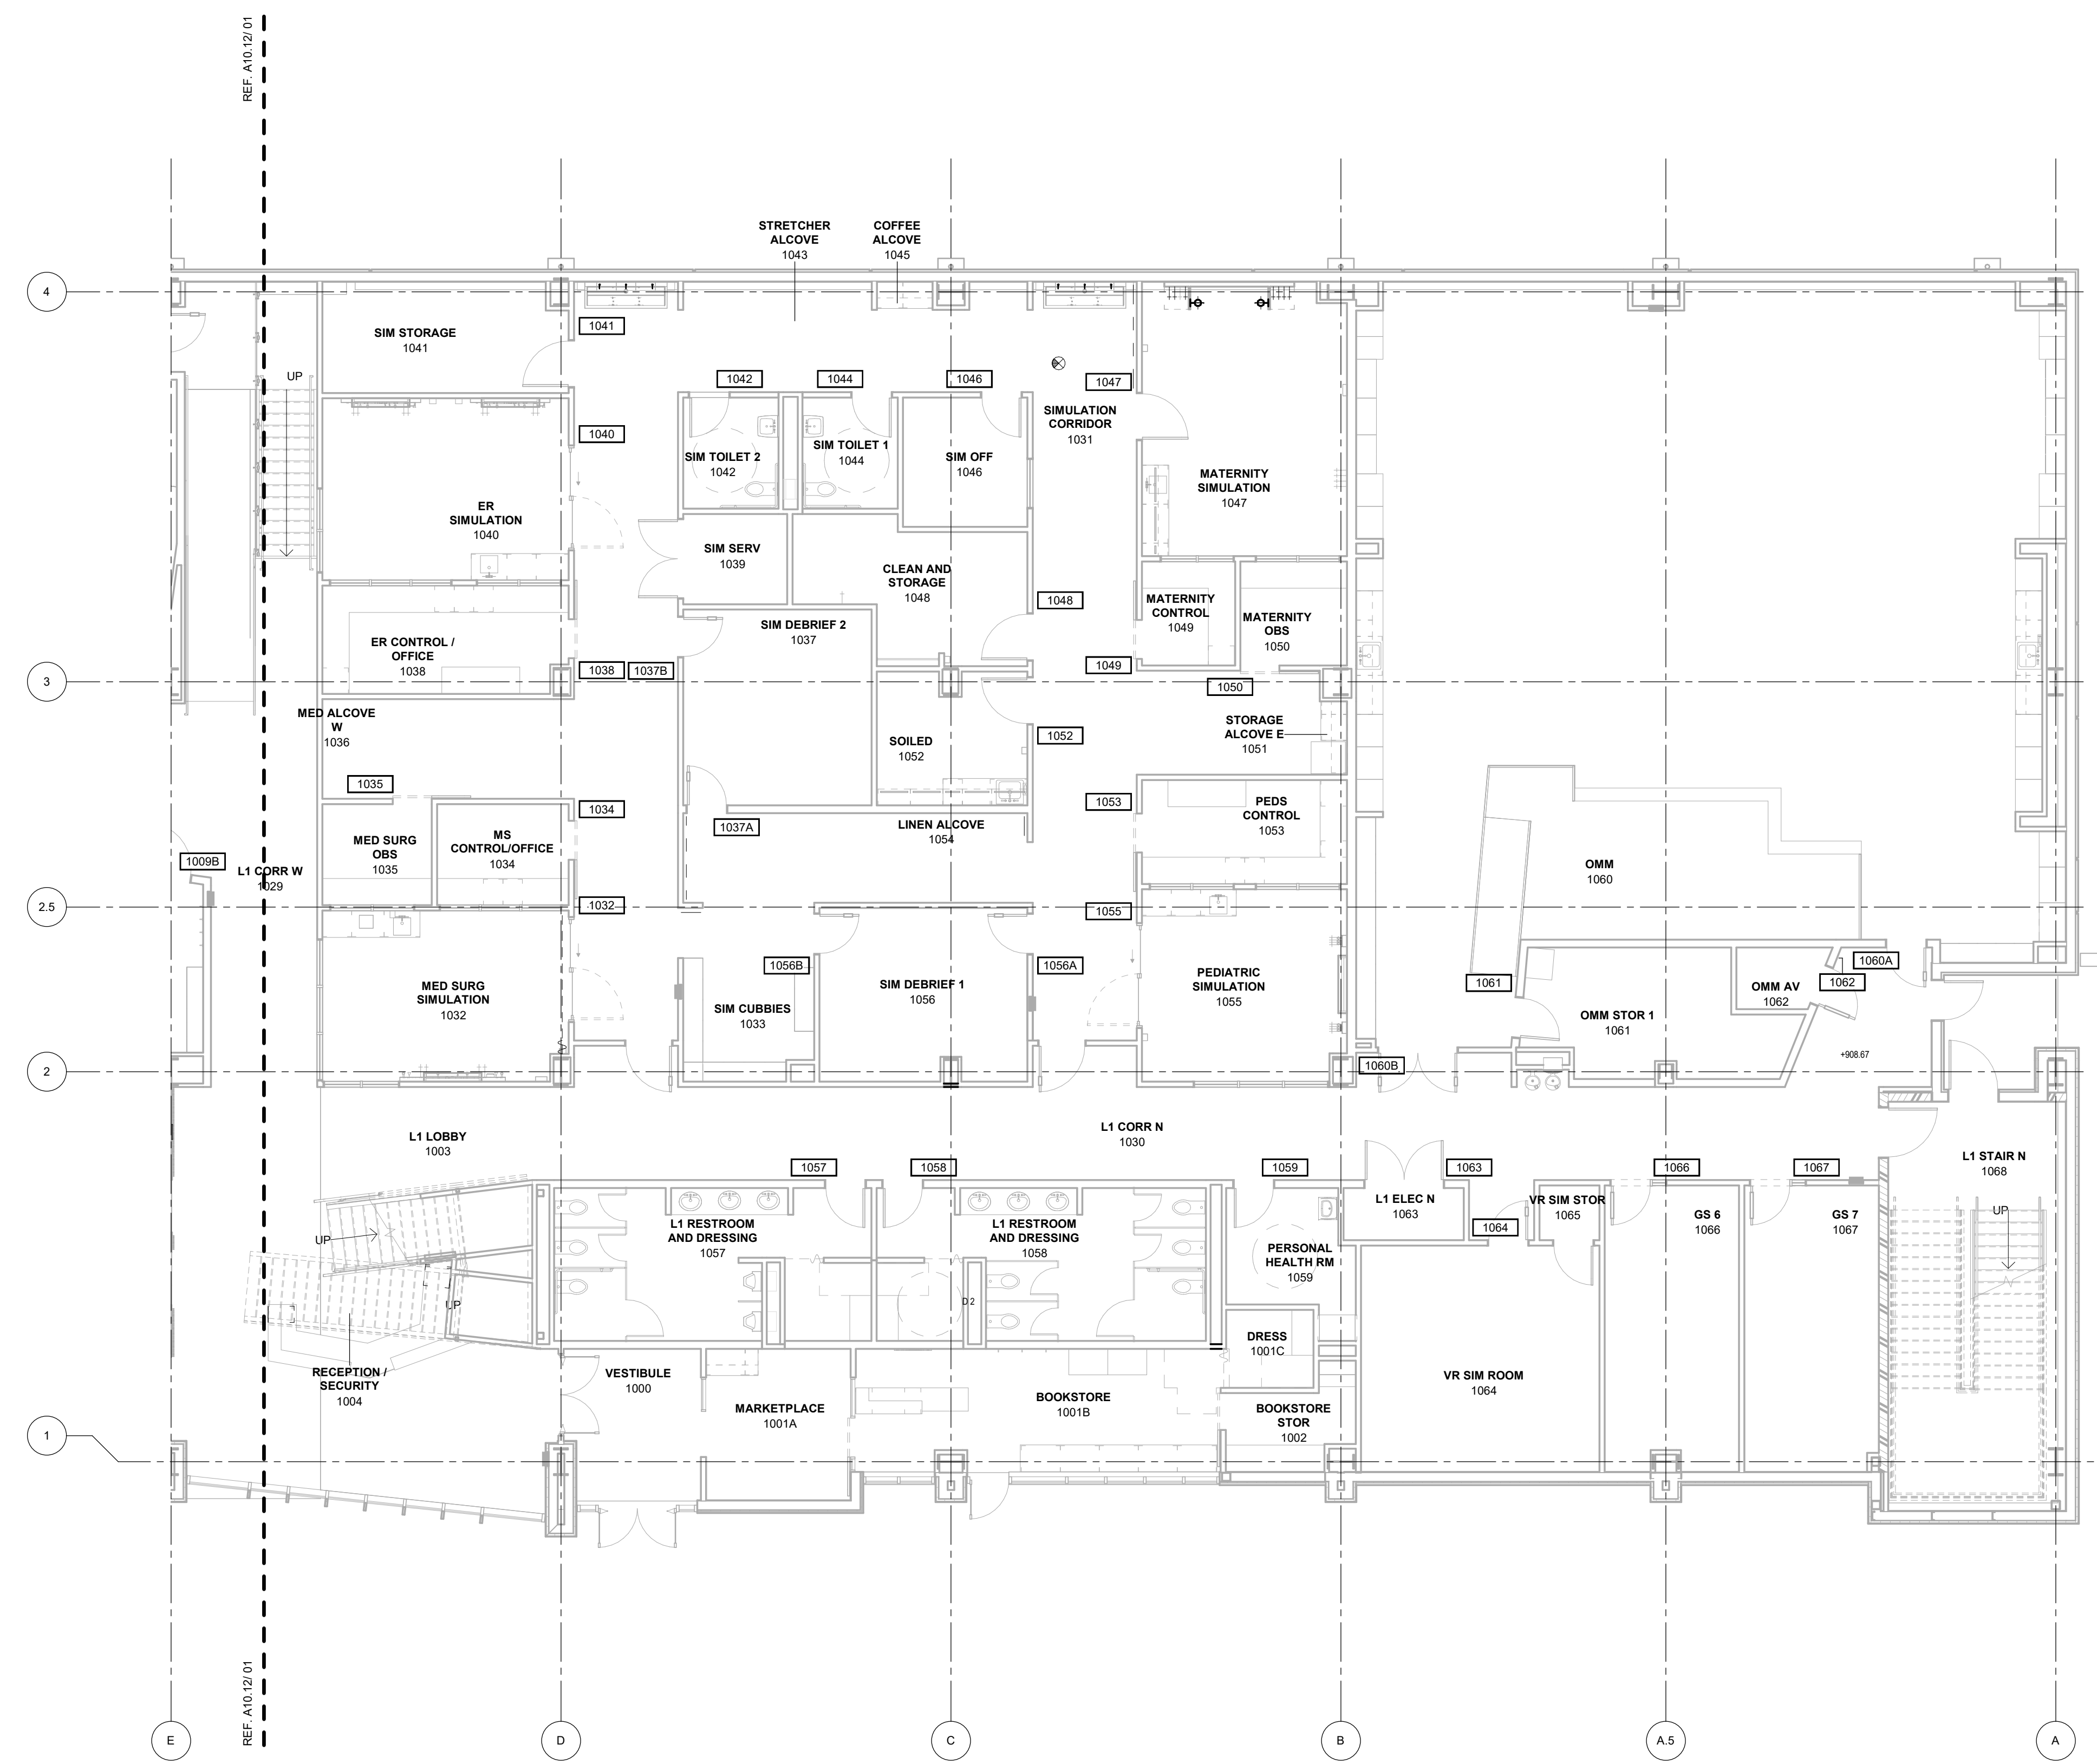 REF. A10.12/ 01
STRETCHER
ALCOVE
1043
COFFEE
ALCOVE
1045
4
SIM STORAGE
1041
1041
UP
1042
1044
1046
1047
SIMULATION
CORRIDOR
1031
1040
SIM TOILET 2
1042
SIM TOILET 1
1044
SIM OFF
1046
MATERNITY
SIMULATION
1047
ER
SIMULATION
1040
SIM SERV
1039
CLEAN AND
STORAGE
1048
1048
MATERNITY
CONTROL
1049
MATERNITY
OBS
1050
SIM DEBRIEF 2
1037
ER CONTROL /
OFFICE
1038
1038
1037B
1049
3
1050
MED ALCOVE
W
1036
SOILED
1052
1052
STORAGE
ALCOVE E
1051
1035
1034
1053
PEDS
CONTROL
1053
1037A
LINEN ALCOVE
1054
MED SURG
OBS
1035
MS
CONTROL/OFFICE
1034
1009B
L1 CORR W
1029
OMM
1060
2.5
1032
1055
1056B
1056A
1060A
MED SURG
SIMULATION
1032
SIM CUBBIES
1033
SIM DEBRIEF 1
1056
PEDIATRIC
SIMULATION
1055
1061
OMM STOR 1
1061
OMM AV
1062
1062
+908.67
2
1060B
L1 LOBBY
1003
L1 CORR N
1030
1057
1058
1059
1063
1066
1067
L1 STAIR N
1068
UP
L1 RESTROOM
AND DRESSING
1057
L1 RESTROOM
AND DRESSING
1058
L1 ELEC N
1063
VR SIM STOR
1065
1064
GS 6
1066
GS 7
1067
UP
PERSONAL
HEALTH RM
1059
UP
D 2
DRESS
1001C
RECEPTION /
SECURITY
1004
VESTIBULE
1000
MARKETPLACE
1001A
BOOKSTORE
1001B
BOOKSTORE
STOR
1002
VR SIM ROOM
1064
1
REF. A10.12/ 01
E
D
C
B
A.5
A